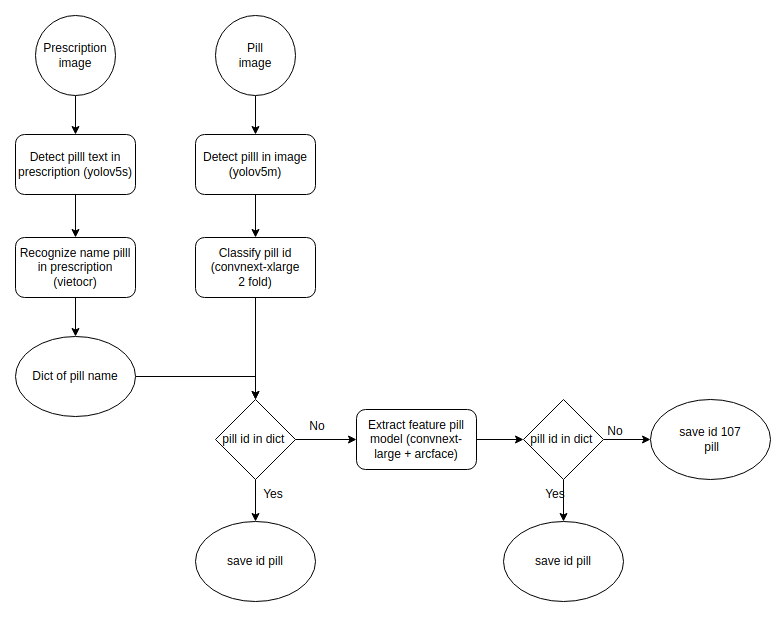 Prescription
image
Pill
image
Detect pilll text in
prescription (yolov5s)
Detect pilll in image
(yolov5m)
Recognize name pilll
in prescription
(vietocr)
Classify pill id
(convnext-xlarge
2 fold)
Dict of pill name
pill id in dict
No
Extract feature pill
model (convnext-
large + arcface)
pill id in dict
No
save id 107
pill
Yes
Yes
save id pill
save id pill